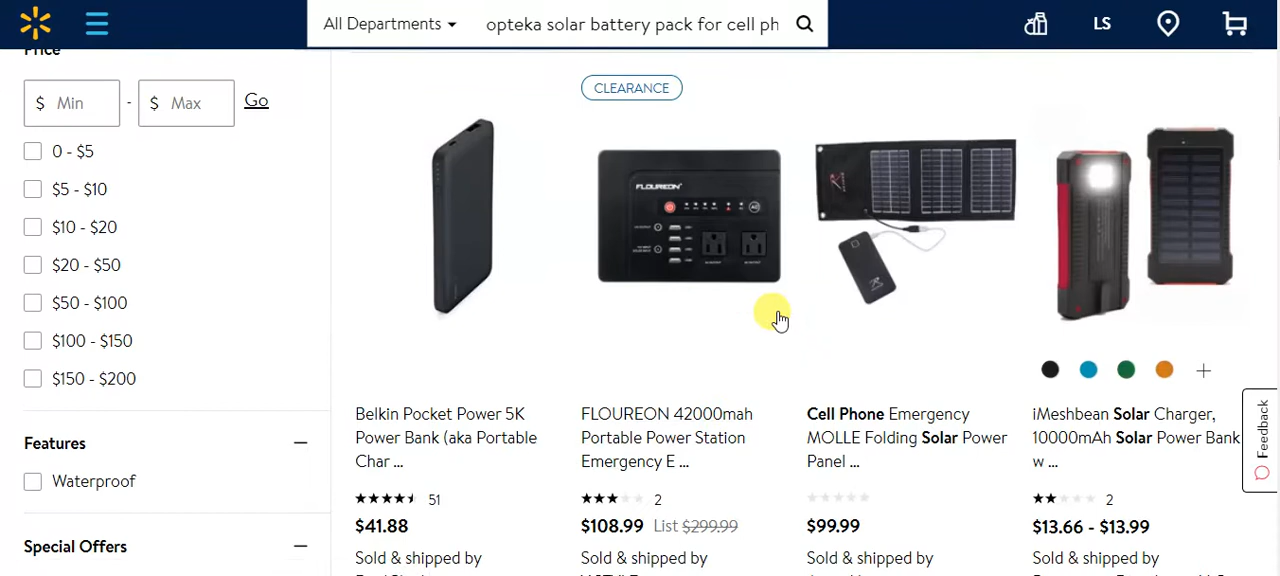 All Departments
opteka solar battery pack for cell ph
LS
Price
$ Min - $ Max Go
0 - $5
$5 - $10
$10 - $20
$20 - $50
$50 - $100
$100 - $150
$150 - $200
Features
Waterproof
Special Offers
CLEARANCE
FLOUREON
Belkin Pocket Power 5K
Power Bank (aka Portable
Char ...
51
$41.88
Sold & shipped by
FLOUREON 42000mah
Portable Power Station
Emergency E ...
2
$108.99 List $299.99
Sold & shipped by
Cell Phone Emergency
MOLLE Folding Solar Power
Panel ...
$99.99
Sold & shipped by
iMeshbean Solar Charger,
10000mAh Solar Power Bank
w ...
2
$13.66 - $13.99
Sold & shipped by
Feedback